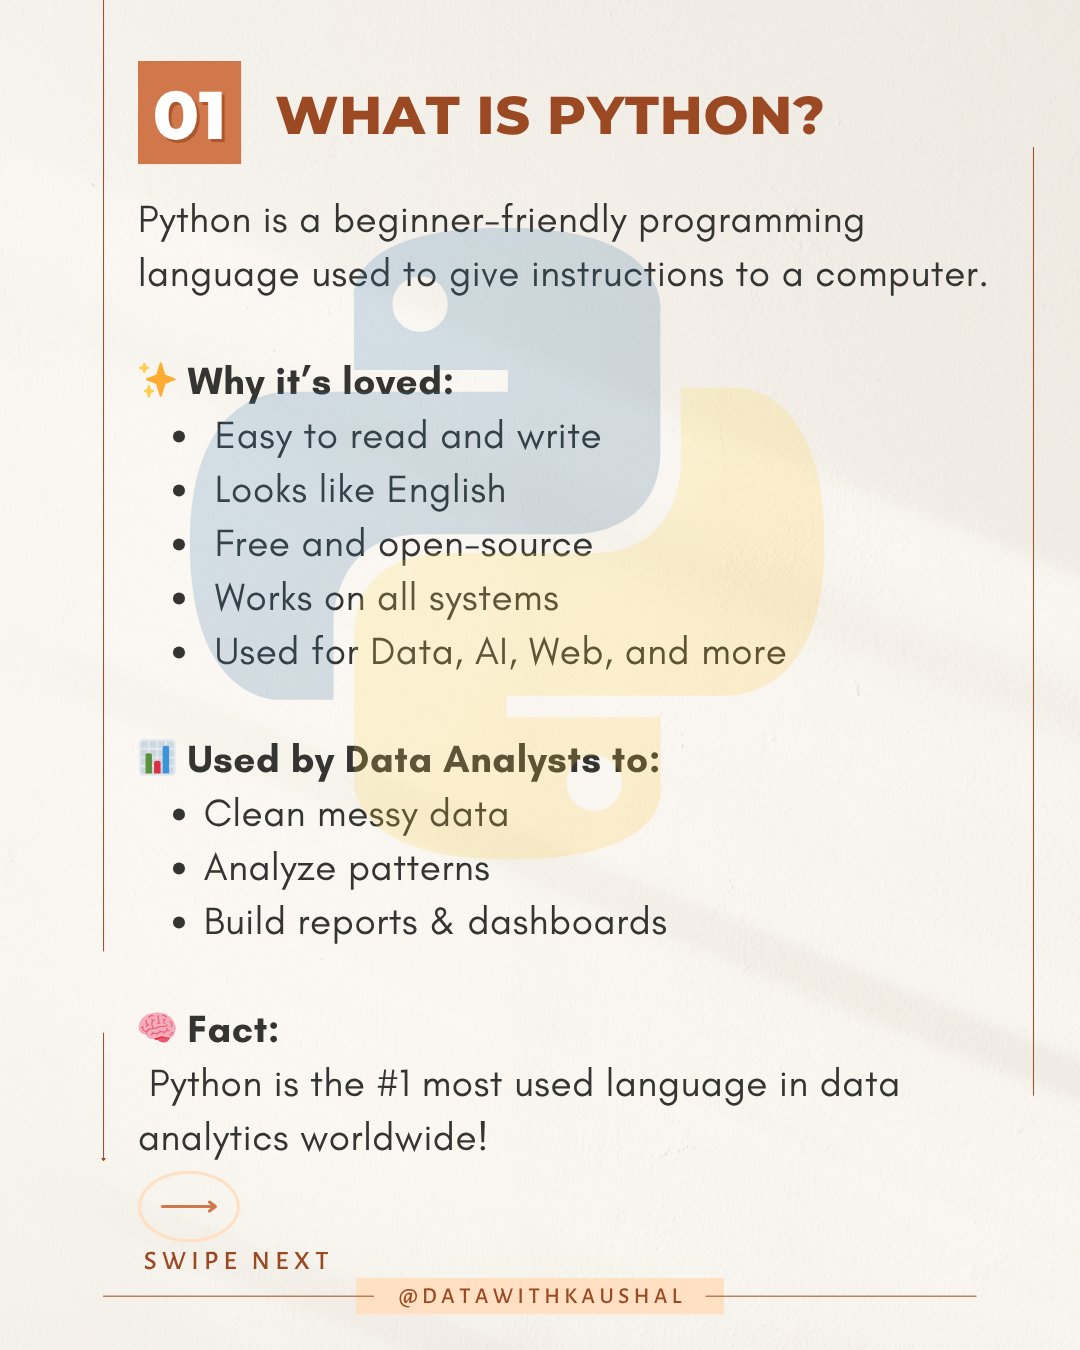 01 WHAT IS PYTHON?
Python is a beginner-friendly programming
language used to give instructions to a computer.
✨ Why it’s loved:
• Easy to read and write
• Looks like English
• Free and open-source
• Works on all systems
• Used for Data, AI, Web, and more
📊 Used by Data Analysts to:
• Clean messy data
• Analyze patterns
• Build reports & dashboards
🧠 Fact:
Python is the #1 most used language in data
analytics worldwide!
SWIPE NEXT
@DATAWITHKAUSHAL